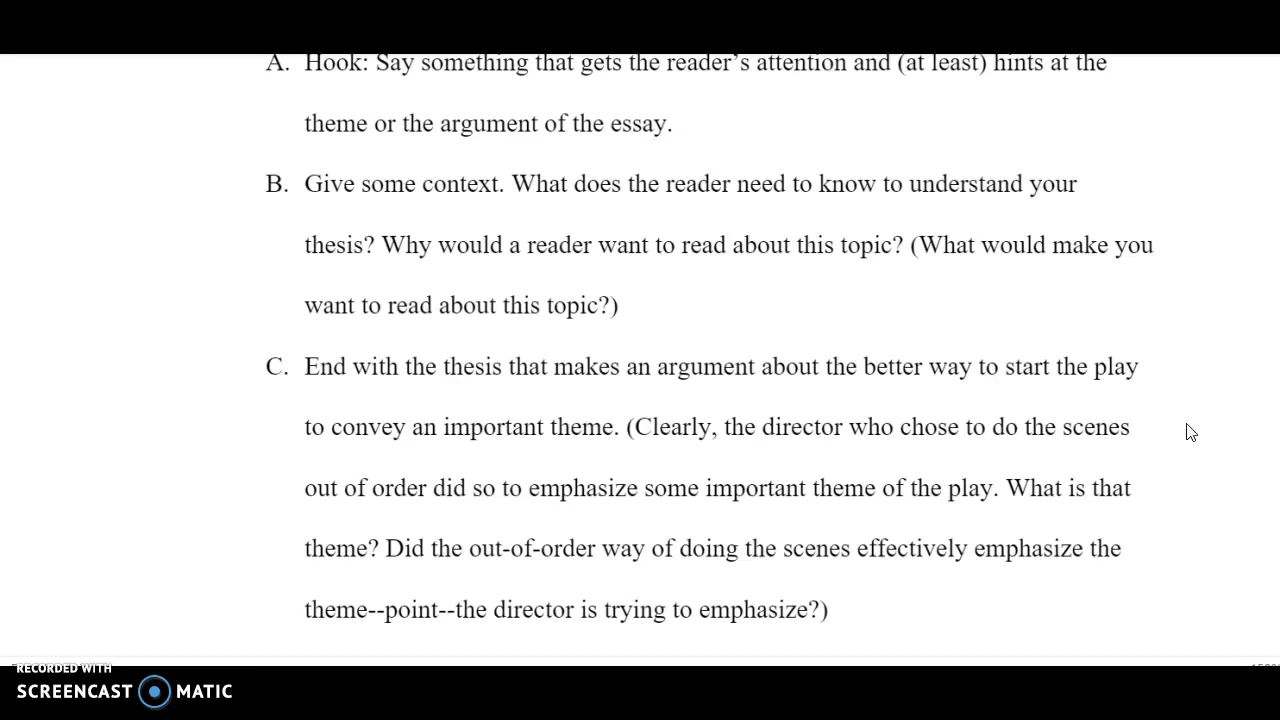 A. Hook: Say something that gets the reader's attention and (at least) hints at the
theme or the argument of the essay.
B. Give some context. What does the reader need to know to understand your
thesis? Why would a reader want to read about this topic? (What would make you
want to read about this topic?)
C. End with the thesis that makes an argument about the better way to start the play
to convey an important theme. (Clearly, the director who chose to do the scenes
out of order did so to emphasize some important theme of the play. What is that
theme? Did the out-of-order way of doing the scenes effectively emphasize the
theme--point--the director is trying to emphasize?)
RECORDED WITH
SCREENCAST MATIC